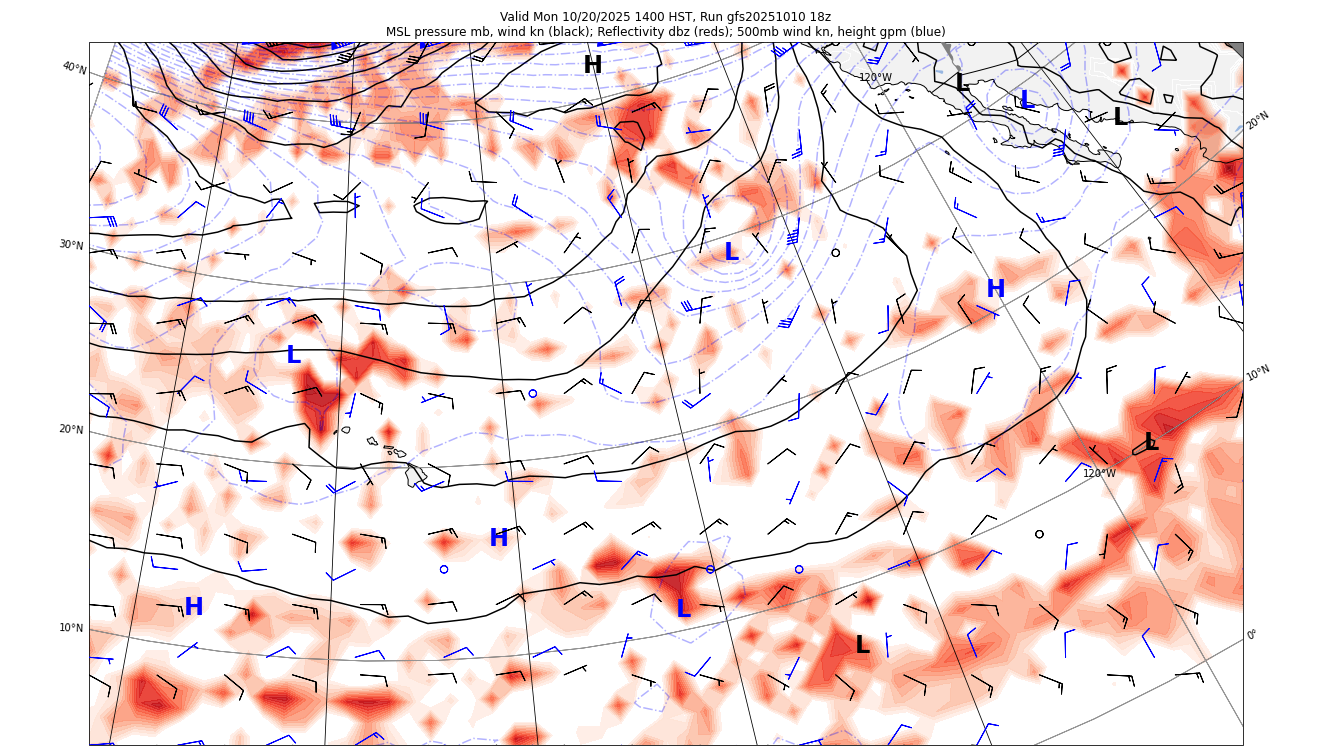 Valid Mon 10/20/2025 1400 HST, Run gfs20251010 18z
MSL pressure mb, wind kn (black); Reflectivity dbz (reds); 500mb wind kn, height gpm (blue)
40°N
H
120°W
L
L
L
20°N
30°N
L
H
L
10°N
20°N
L
120°W
H
H
L
10°N
L
0°